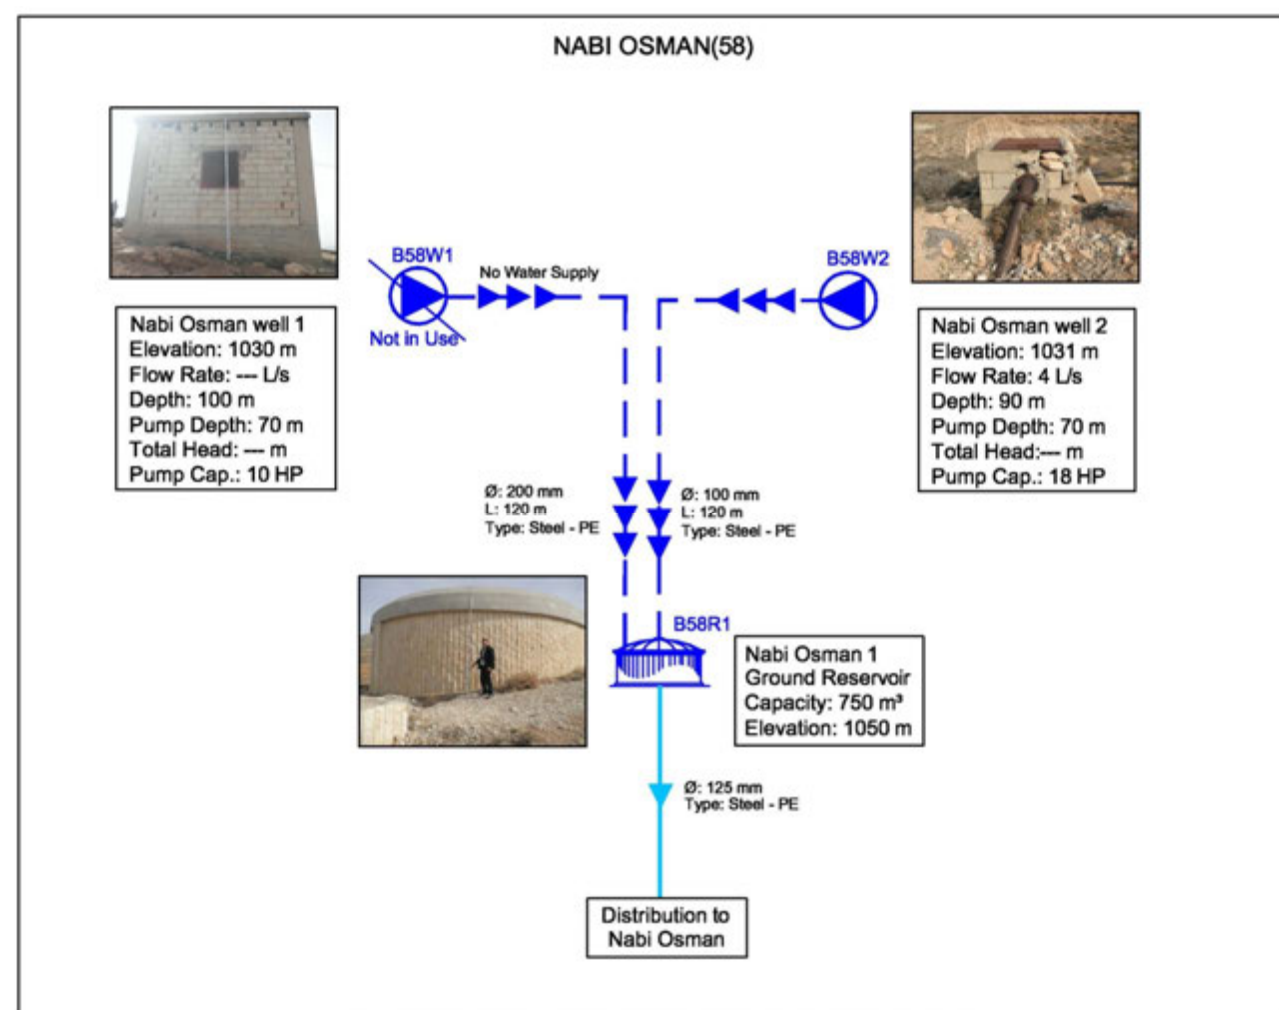 NABI OSMAN(58)
B58W1
No Water Supply
Not in Use
B58W2
Nabi Osman well 1
Elevation: 1030 m
Flow Rate: --- L/s
Depth: 100 m
Pump Depth: 70 m
Total Head: --- m
Pump Cap.: 10 HP
Nabi Osman well 2
Elevation: 1031 m
Flow Rate: 4 L/s
Depth: 90 m
Pump Depth: 70 m
Total Head:--- m
Pump Cap.: 18 HP
Ø: 200 mm
L: 120 m
Type: Steel - PE
Ø: 100 mm
L: 120 m
Type: Steel - PE
B58R1
Nabi Osman 1
Ground Reservoir
Capacity: 750 m³
Elevation: 1050 m
Ø: 125 mm
Type: Steel - PE
Distribution to
Nabi Osman